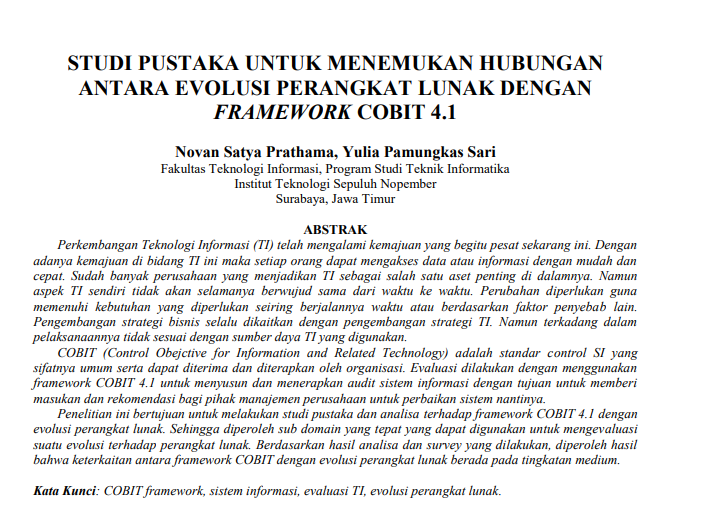 STUDI PUSTAKA UNTUK MENEMUKAN HUBUNGAN
ANTARA EVOLUSI PERANGKAT LUNAK DENGAN
FRAMEWORK COBIT 4.1
Novan Satya Prathama, Yulia Pamungkas Sari
Fakultas Teknologi Informasi, Program Studi Teknik Informatika
Institut Teknologi Sepuluh Nopember
Surabaya, Jawa Timur
ABSTRAK
Perkembangan Teknologi Informasi (TI) telah mengalami kemajuan yang begitu pesat sekarang ini. Dengan
adanya kemajuan di bidang TI ini maka setiap orang dapat mengakses data atau informasi dengan mudah dan
cepat. Sudah banyak perusahaan yang menjadikan TI sebagai salah satu aset penting di dalamnya. Namun
aspek TI sendiri tidak akan selamanya berwujud sama dari waktu ke waktu. Perubahan diperlukan guna
memenuhi kebutuhan yang diperlukan seiring berjalannya waktu atau berdasarkan faktor penyebab lain.
Pengembangan strategi bisnis selalu dikaitkan dengan pengembangan strategi TI. Namun terkadang dalam
pelaksanaannya tidak sesuai dengan sumber daya TI yang digunakan.
COBIT (Control Obejctive for Information and Related Technology) adalah standar control SI yang
sifatnya umum serta dapat diterima dan diterapkan oleh organisasi. Evaluasi dilakukan dengan menggunakan
framework COBIT 4.1 untuk menyusun dan menerapkan audit sistem informasi dengan tujuan untuk memberi
masukan dan rekomendasi bagi pihak manajemen perusahaan untuk perbaikan sistem nantinya.
Penelitian ini bertujuan untuk melakukan studi pustaka dan analisa terhadap framework COBIT 4.1 dengan
evolusi perangkat lunak. Sehingga diperoleh sub domain yang tepat yang dapat digunakan untuk mengevaluasi
suatu evolusi terhadap perangkat lunak. Berdasarkan hasil analisa dan survey yang dilakukan, diperoleh hasil
bahwa keterkaitan antara framework COBIT dengan evolusi perangkat lunak berada pada tingkatan medium.
Kata Kunci: COBIT framework, sistem informasi, evaluasi TI, evolusi perangkat lunak.